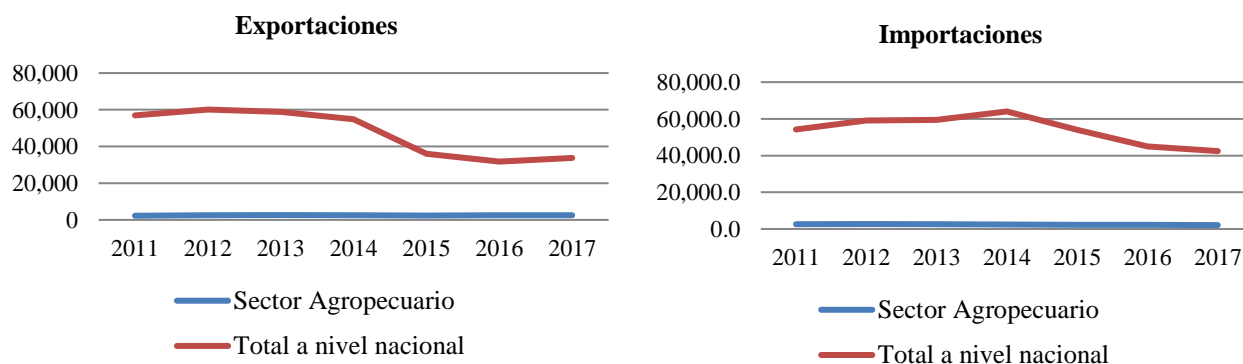 Exportaciones
80,000
60,000
40,000
20,000
0
2011 2012 2013 2014 2015 2016 2017
Sector Agropecuario
Total a nivel nacional
Importaciones
80,000.0
60,000.0
40,000.0
20,000.0
0.0
2011 2012 2013 2014 2015 2016 2017
Sector Agropecuario
Total a nivel nacional